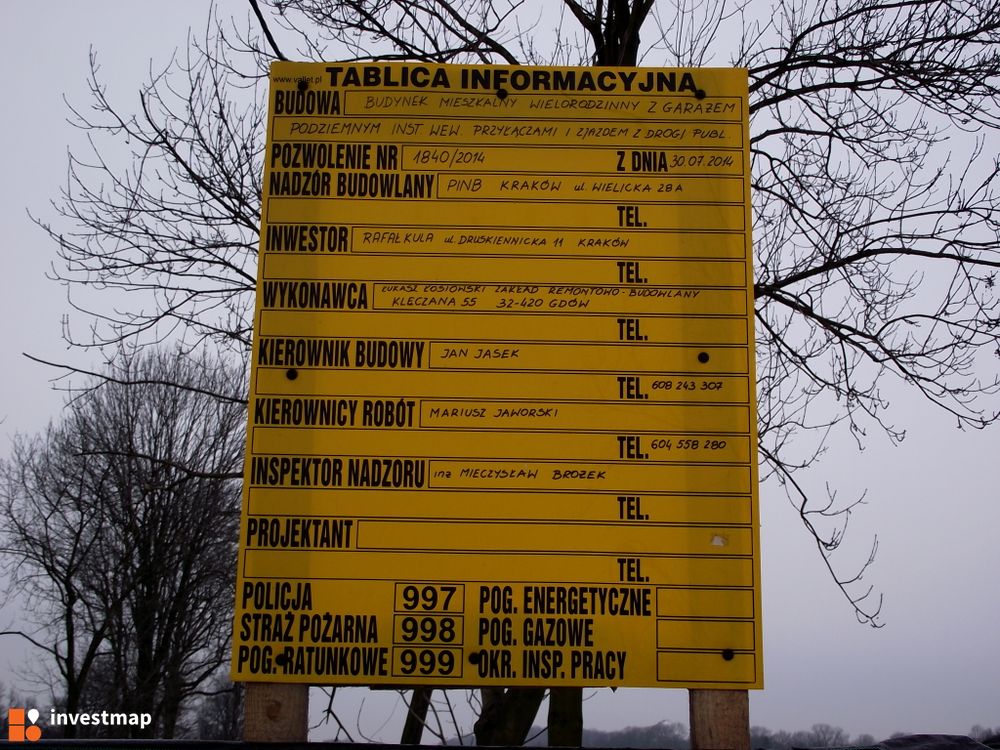 www.valjet.pl TABLICA INFORMACYJNA
BUDOWA BUDYNEK MIESZKALNY WIELORODZINNY Z GARAŻEM
PODZIEMNYM INST. WEW. PRZYŁĄCZAMI I ZJAZDEM Z DROGI PUBL.
POZWOLENIE NR 1840/2014 Z DNIA 30.07.2014
NADZÓR BUDOWLANY PINB KRAKÓW ul. WIELICKA 28A
TEL.
INWESTOR RAFAŁ KULA ul. DRUSKIENNICKA 11 KRAKÓW
TEL.
WYKONAWCA ŁUKASZ ŁOSIOWSKI ZAKŁAD REMONTOWO-BUDOWLANY
KLĘCZANA 55 32-420 GDÓW
TEL.
KIEROWNIK BUDOWY JAN JASEK
TEL. 608 243 307
KIEROWNICY ROBÓT MARIUSZ JAWORSKI
TEL. 604 558 280
INSPEKTOR NADZORU inż MIECZYSŁAW BROŻEK
TEL.
PROJEKTANT
TEL.
POLICJA 997 POG. ENERGETYCZNE
STRAŻ POŻARNA 998 POG. GAZOWE
POG. RATUNKOWE 999 OKR. INSP. PRACY
investmap